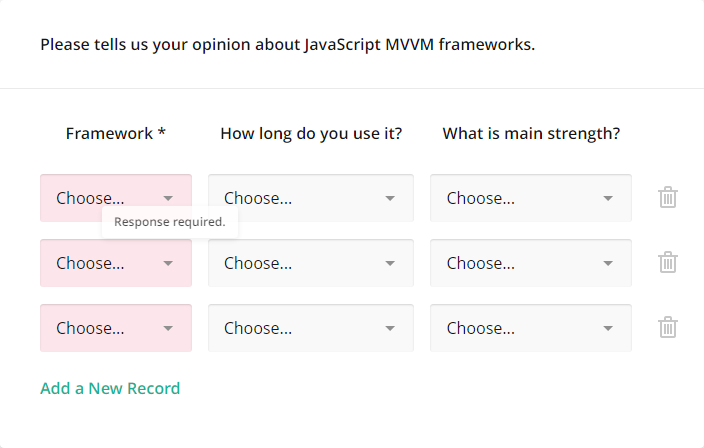 Please tells us your opinion about JavaScript MVVM frameworks.
Framework * How long do you use it? What is main strength?
Choose... Choose... Choose...
Response required.
Choose... Choose... Choose...
Choose... Choose... Choose...
Add a New Record